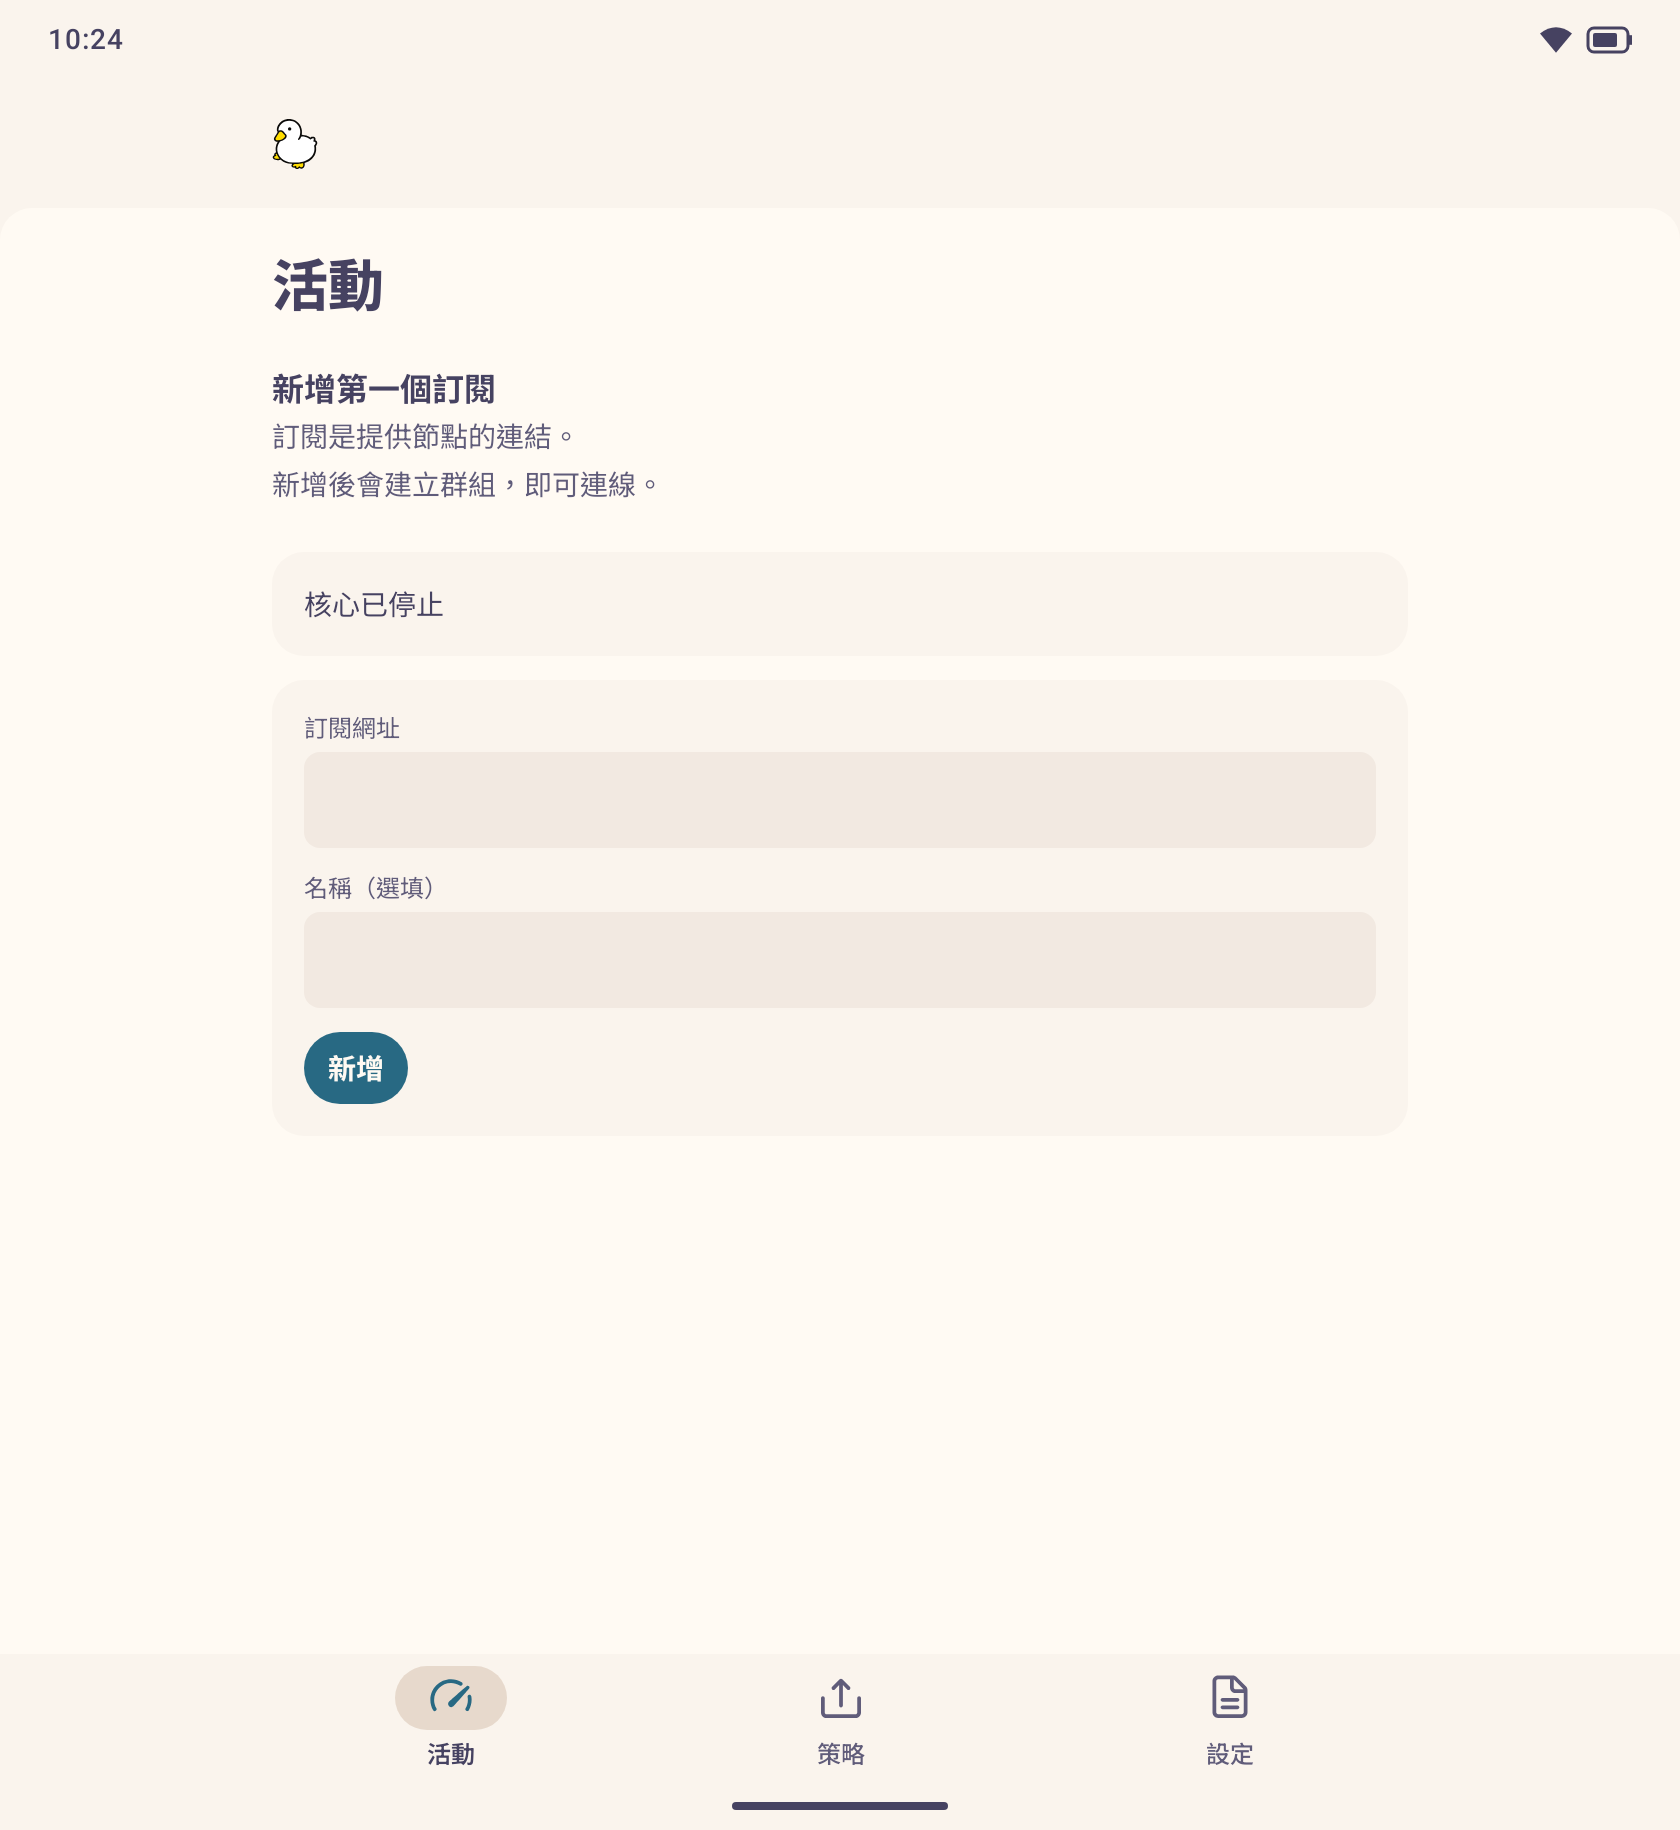 10:24
活動
新增第一個訂閱
訂閱是提供節點的連結。
新增後會建立群組，即可連線。
核心已停止
訂閱網址
名稱（選填）
新增
活動
策略
設定